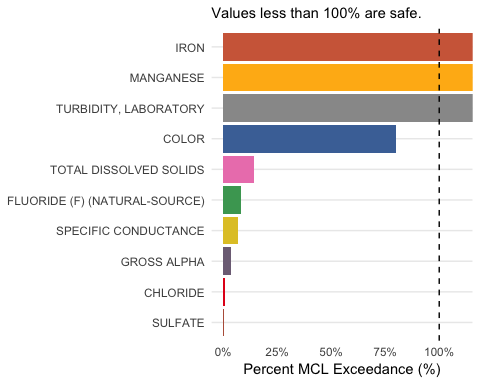 Values less than 100% are safe.
IRON
MANGANESE
TURBIDITY, LABORATORY
COLOR
TOTAL DISSOLVED SOLIDS
FLUORIDE (F) (NATURAL-SOURCE)
SPECIFIC CONDUCTANCE
GROSS ALPHA
CHLORIDE
SULFATE
0% 25% 50% 75% 100%
Percent MCL Exceedance (%)